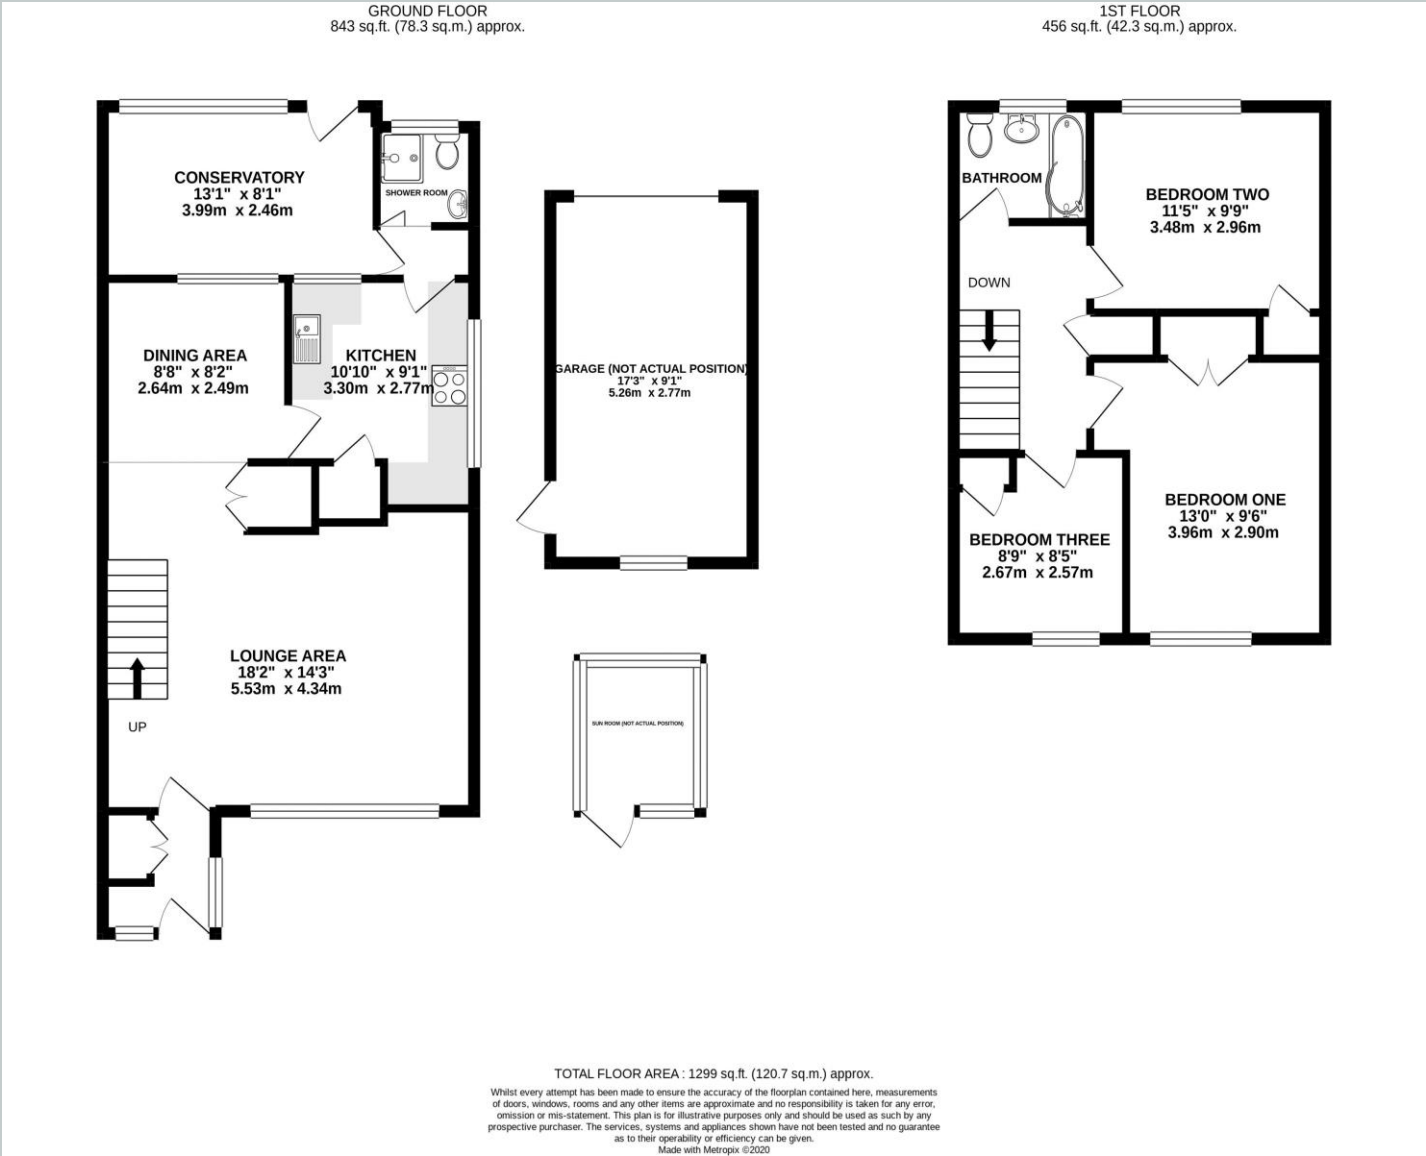 GROUND FLOOR
843 sq.ft. (78.3 sq.m.) approx.
1ST FLOOR
456 sq.ft. (42.3 sq.m.) approx.
CONSERVATORY
13'1" x 8'1"
3.99m x 2.46m
SHOWER ROOM
DINING AREA
8'8" x 8'2"
2.64m x 2.49m
KITCHEN
10'10" x 9'1"
3.30m x 2.77m
LOUNGE AREA
18'2" x 14'3"
5.53m x 4.34m
UP
GARAGE (NOT ACTUAL POSITION)
17'3" x 9'1"
5.26m x 2.77m
SUN ROOM (NOT ACTUAL POSITION)
BATHROOM
BEDROOM TWO
11'5" x 9'9"
3.48m x 2.96m
DOWN
BEDROOM ONE
13'0" x 9'6"
3.96m x 2.90m
BEDROOM THREE
8'9" x 8'5"
2.67m x 2.57m
TOTAL FLOOR AREA : 1299 sq.ft. (120.7 sq.m.) approx.
Whilst every attempt has been made to ensure the accuracy of the floorplan contained here, measurements
of doors, windows, rooms and any other items are approximate and no responsibility is taken for any error,
omission or mis-statement. This plan is for illustrative purposes only and should be used as such by any
prospective purchaser. The services, systems and appliances shown have not been tested and no guarantee
as to their operability or efficiency can be given.
Made with Metropix ©2020